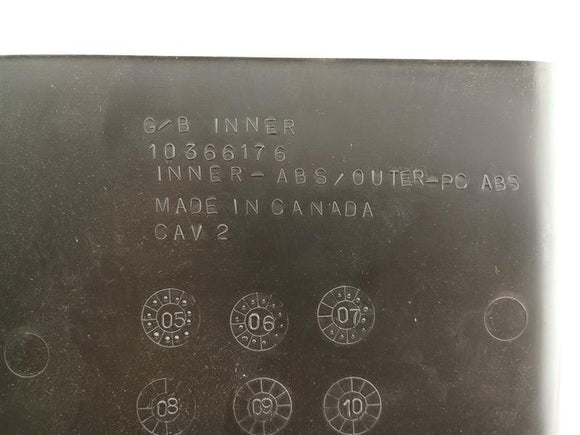 G/B INNER
10366176
INNER-ABS/OUTER-PC ABS
MADE IN CANADA
CAV 2
05 06 07
08 09 10